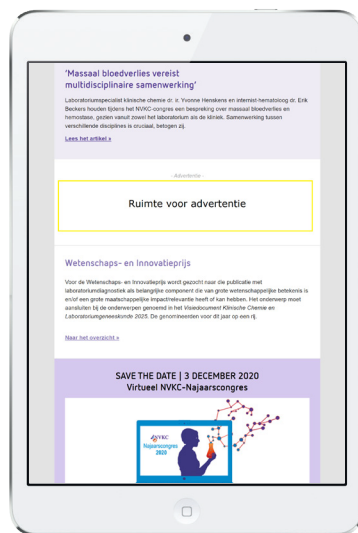 'Massaal bloedverlies vereist
multidisciplinaire samenwerking'
Laboratoriumspecialist klinische chemie dr. ir. Yvonne Henskens en internist-hematoloog dr. Erik
Beckers houden tijdens het NVKC-congres een bespreking over massaal bloedverlies en
hemostase, gezien vanuit zowel het laboratorium als de kliniek. Samenwerking tussen
verschillende disciplines is cruciaal, betogen zij.
Lees het artikel »
- Advertentie -
Ruimte voor advertentie
Wetenschaps- en Innovatieprijs
Voor de Wetenschaps- en Innovatieprijs wordt gezocht naar die publicatie met
laboratoriumdiagnostiek als belangrijke component die van grote wetenschappelijke betekenis is
en/of een grote maatschappelijke impact/relevantie heeft of kan hebben. Het onderwerp moet
aansluiten bij de onderwerpen genoemd in het Visiedocument Klinische Chemie en
Laboratoriumgeneeskunde 2025. De genomineerden voor dit jaar op een rij.
Naar het overzicht »
SAVE THE DATE | 3 DECEMBER 2020
Virtueel NVKC-Najaarscongres
NVKC
Najaarscongres
2020